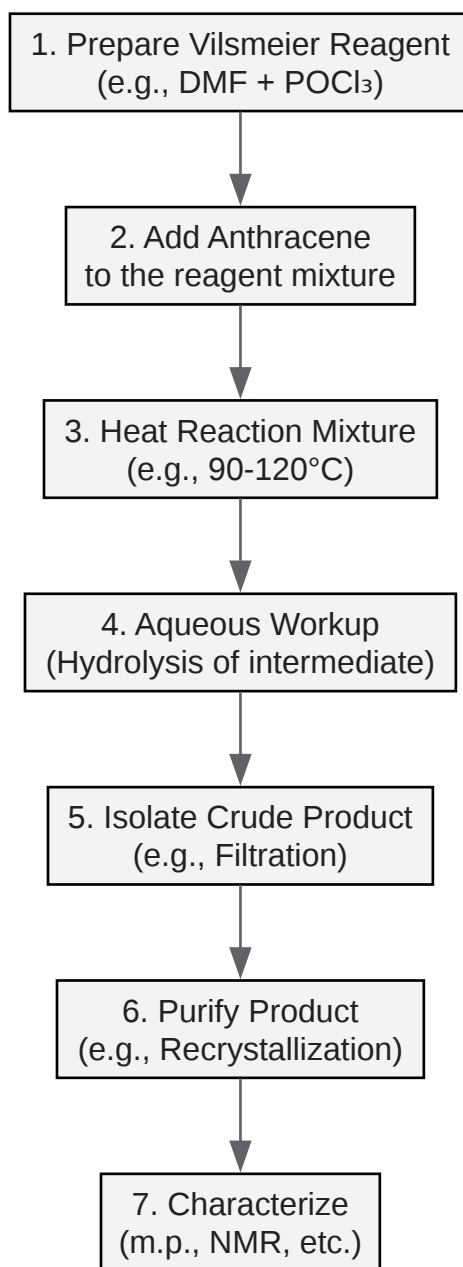 1. Prepare Vilsmeier Reagent
(e.g., DMF + POCl₃)
2. Add Anthracene
to the reagent mixture
3. Heat Reaction Mixture
(e.g., 90-120°C)
4. Aqueous Workup
(Hydrolysis of intermediate)
5. Isolate Crude Product
(e.g., Filtration)
6. Purify Product
(e.g., Recrystallization)
7. Characterize
(m.p., NMR, etc.)